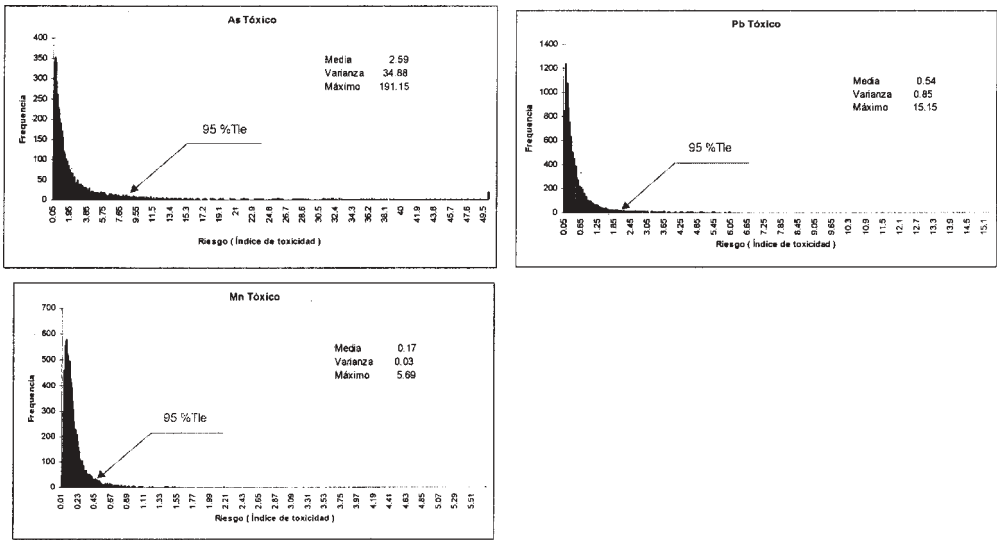 As Tóxico
400
350
300
250
200
150
100
50
0
Frequencia
Media 2.59
Varianza 34.88
Máximo 191.15
95 %Tle
0.05 1.95 3.85 5.75 7.65 9.55 11.5 13.4 15.3 17.2 19.1 21 22.9 24.8 26.7 28.6 30.5 32.4 34.3 36.2 38.1 40 41.9 43.8 45.7 47.6 49.5
Riesgo ( Índice de toxicidad )
Pb Tóxico
1400
1200
1000
800
600
400
200
0
Frequencia
Media 0.54
Varianza 0.85
Máximo 15.15
95 %Tle
0.05 0.65 1.25 1.85 2.45 3.05 3.65 4.25 4.85 5.45 6.05 6.65 7.25 7.85 8.45 9.05 9.65 10.3 10.9 11.5 12.1 12.7 13.3 13.9 14.5 15.1
Riesgo ( Índice de toxicidad )
Mn Tóxico
700
600
500
400
300
200
100
0
Frequencia
Media 0.17
Varianza 0.03
Máximo 5.69
95 %Tle
0.01 0.23 0.45 0.67 0.89 1.11 1.33 1.55 1.77 1.99 2.21 2.43 2.65 2.87 3.09 3.31 3.53 3.75 3.97 4.19 4.41 4.63 4.85 5.07 5.29 5.51
Riesgo ( Índice de toxicidad )